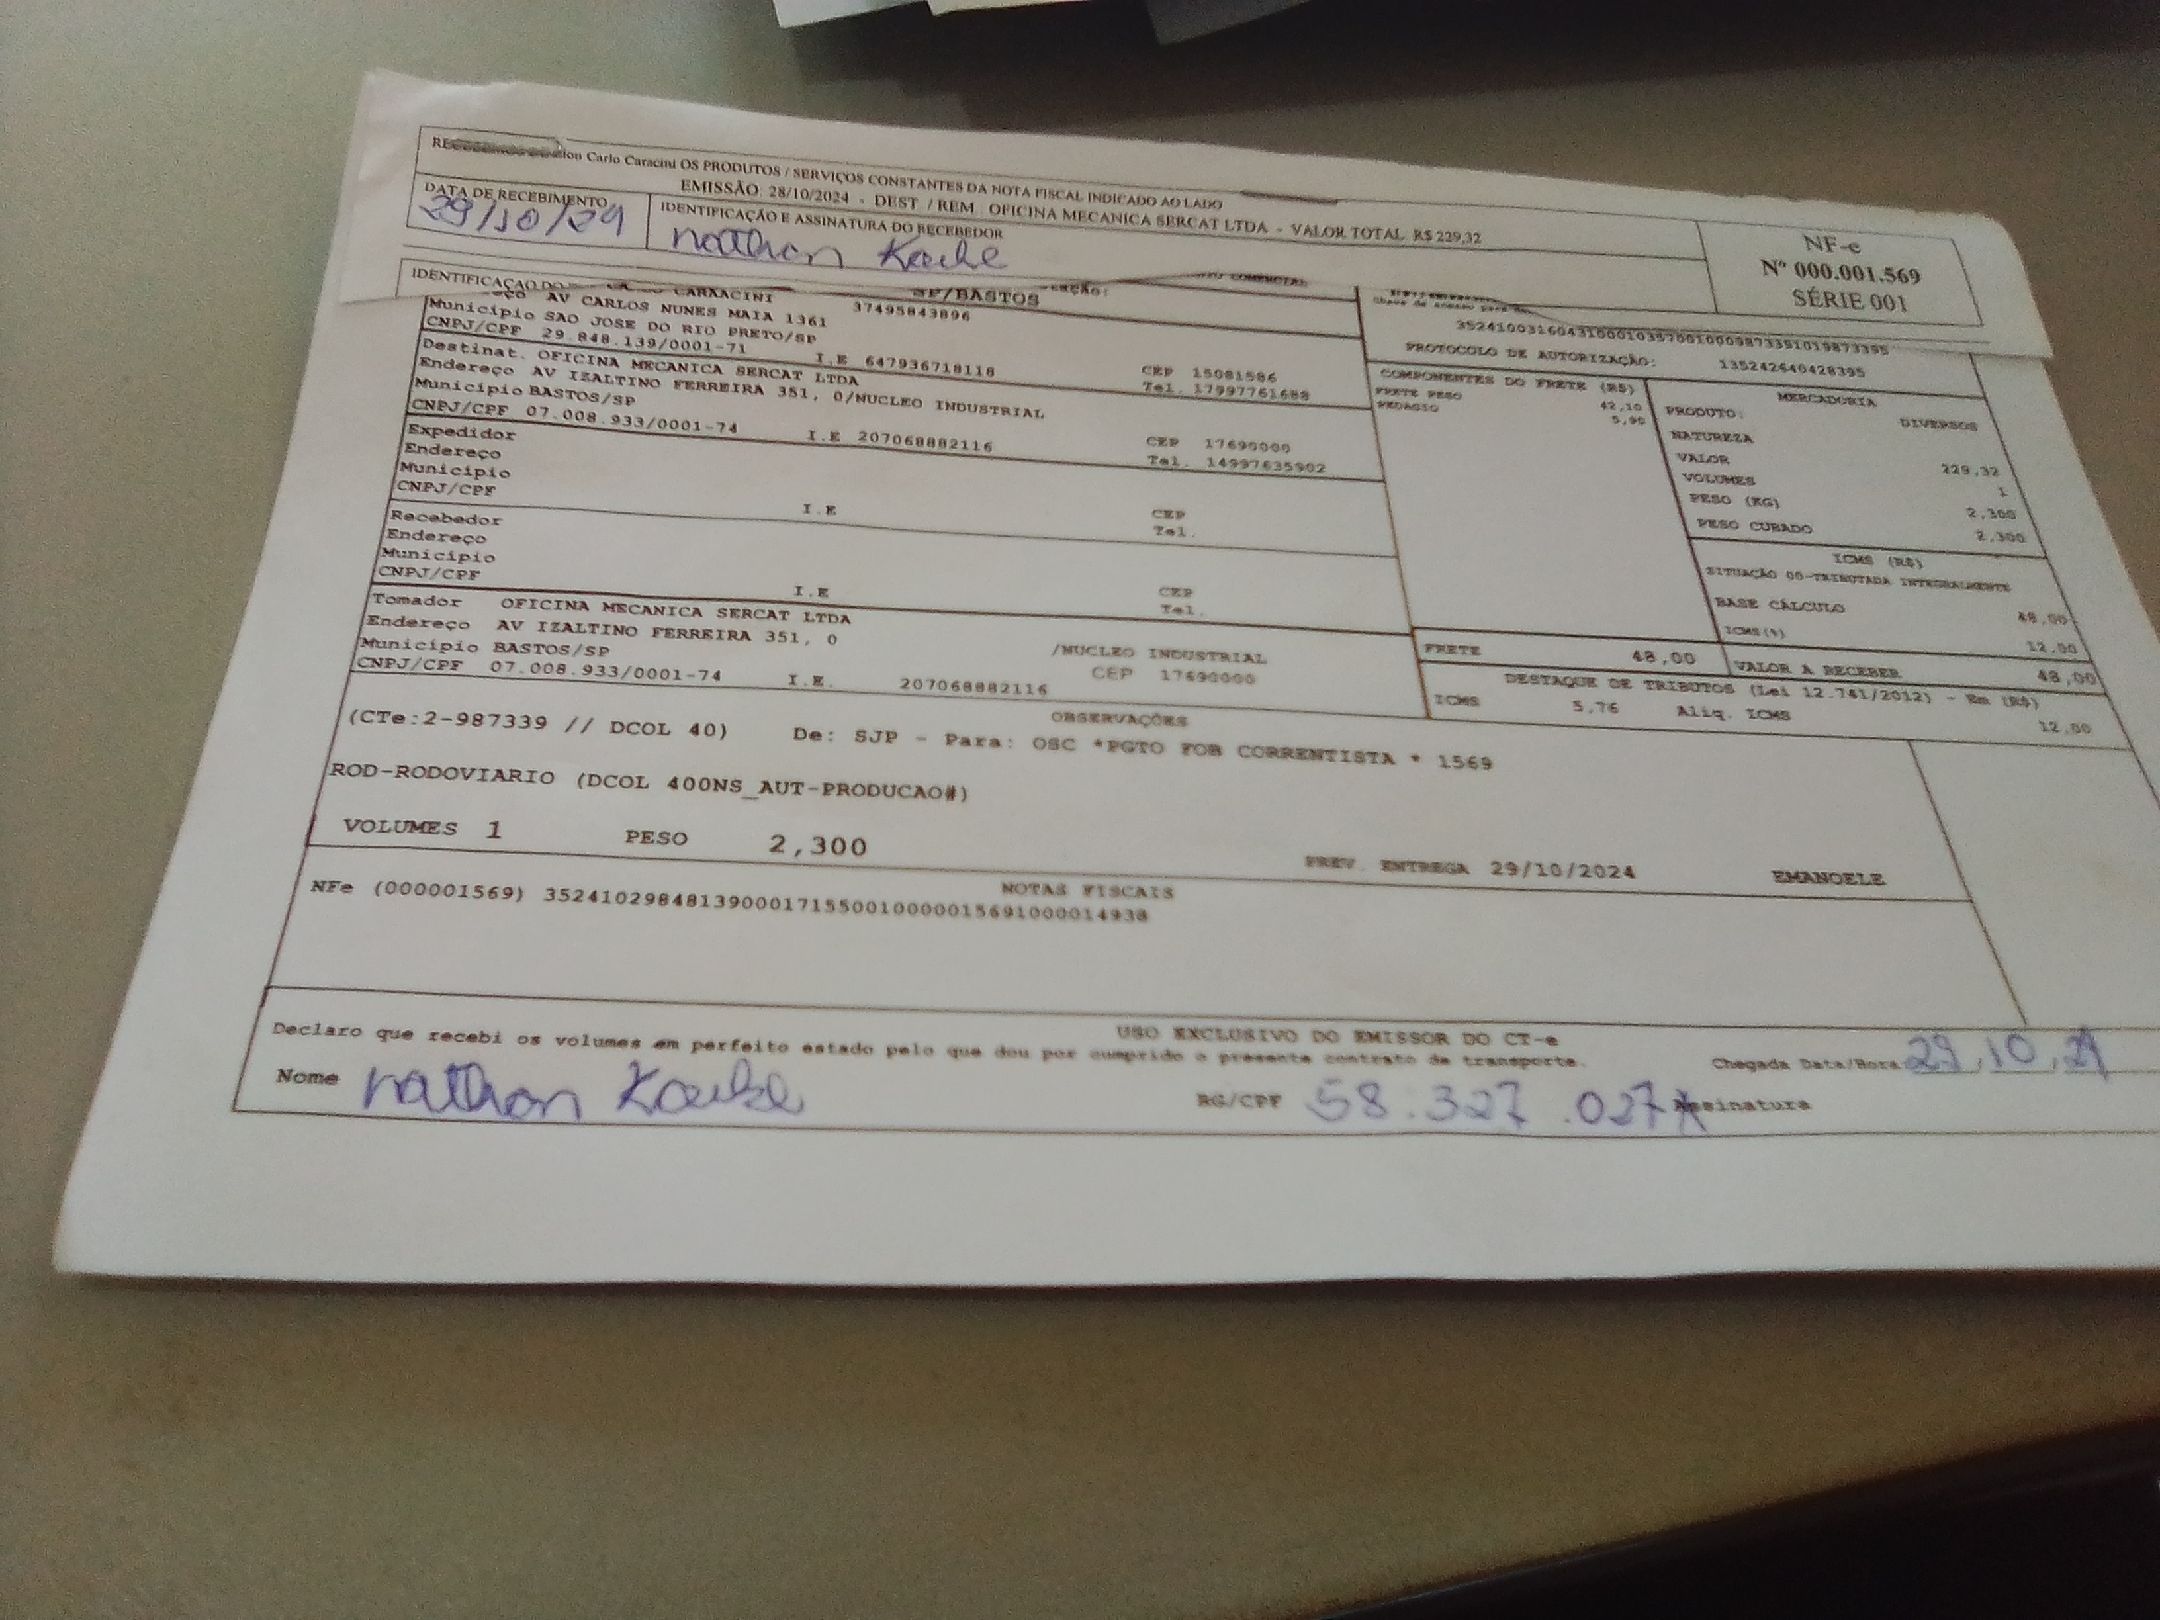 Carlo Caracini OS PRODUTOS / SERVIÇOS CONSTANTES DA NOTA FISCAL INDICADO AO LADO
EMISSÃO: 28/10/2024 - DEST. / REM.: OFICINA MECANICA SERCAT LTDA - VALOR TOTAL: R$ 229,32
DATA DE RECEBIMENTO
29/10/24
IDENTIFICAÇÃO E ASSINATURA DO RECEBEDOR
NF-e
Nº 000.001.569
SÉRIE 001
IDENTIFICAÇÃO DO
CARAACINI
SP/BASTOS
37495843896
AV CARLOS NUNES MAIA 1361
Município SAO JOSE DO RIO PRETO/SP
CNPJ/CPF 29.848.139/0001-71 I.E 647936718118 CEP 15081586
Tel. 17997761688
Destinat. OFICINA MECANICA SERCAT LTDA
Endereço AV IZALTINO FERREIRA 351, 0/NUCLEO INDUSTRIAL
Município BASTOS/SP
CNPJ/CPF 07.008.933/0001-74 I.E 207068882116 CEP 17690000
Tel. 14997635902
Expedidor
Endereço
Município
CNPJ/CPF I.E CEP
Tel.
Recebedor
Endereço
Município
CNPJ/CPF I.E CEP
Tel.
Tomador OFICINA MECANICA SERCAT LTDA
Endereço AV IZALTINO FERREIRA 351, 0 /NUCLEO INDUSTRIAL
Município BASTOS/SP CEP 17690000
CNPJ/CPF 07.008.933/0001-74 I.E. 207068882116
PROTOCOLO DE AUTORIZAÇÃO: 135242640428395
COMPONENTES DO FRETE (R$)
FRETE PESO 42,10
PEDAGIO 5,90
MERCADORIA
PRODUTO: DIVERSOS
NATUREZA
VALOR 229,32
VOLUMES 1
PESO (KG) 2,300
PESO CUBADO 2,300
ICMS (R$)
SITUAÇÃO 00-TRIBUTADA INTEGRALMENTE
BASE CÁLCULO 48,00
ICMS(%) 12,00
FRETE 48,00 VALOR A RECEBER 48,00
DESTAQUE DE TRIBUTOS (Lei 12.741/2012) - Em (R$)
ICMS 5,76 Aliq. ICMS 12,00
OBSERVAÇÕES
(CTe:2-987339 // DCOL 40) De: SJP - Para: OSC *PGTO FOB CORRENTISTA * 1569
ROD-RODOVIARIO (DCOL 400NS_AUT-PRODUCAO#)
VOLUMES 1 PESO 2,300
PREV. ENTREGA 29/10/2024 EMANOELE
NOTAS FISCAIS
NFe (000001569) 35241029848139000171550010000015691000014938
USO EXCLUSIVO DO EMISSOR DO CT-e
Declaro que recebi os volumes em perfeito estado pelo que dou por cumprido o presente contrato de transporte.
Chegada Data/Hora 29,10,24
Nome
RG/CPF 58.327.027 Assinatura